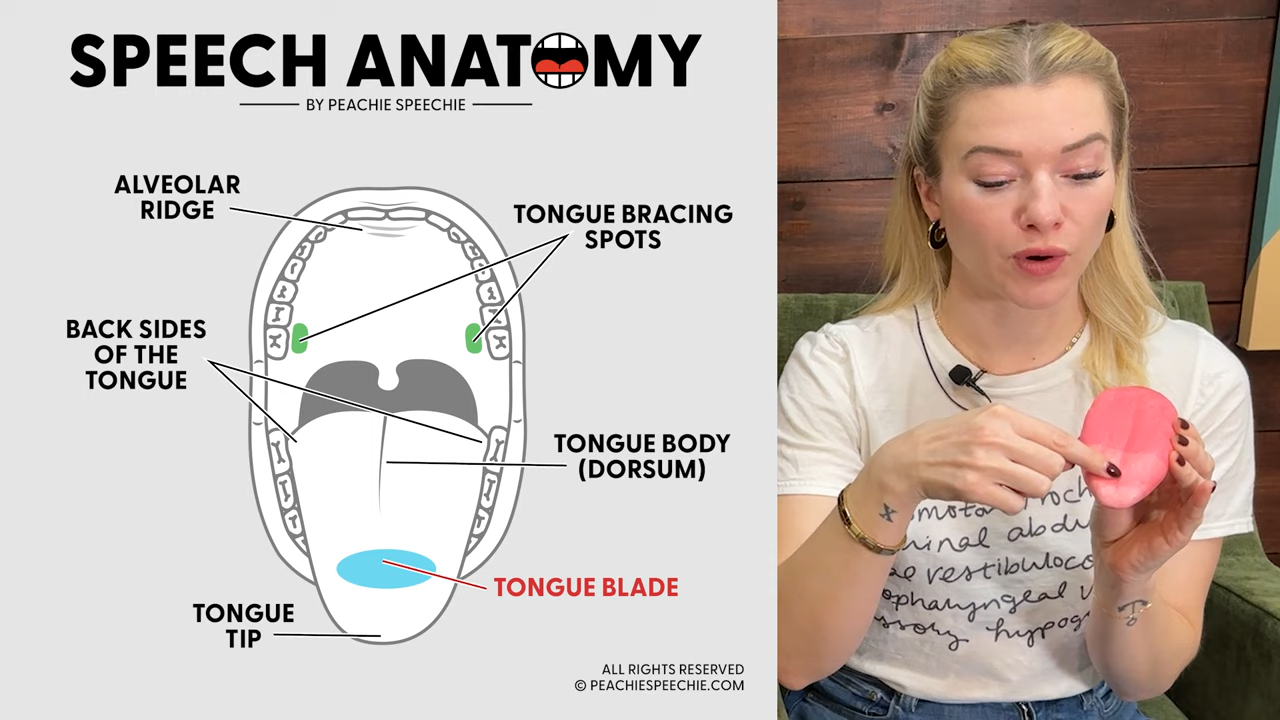 SPEECH ANATOMY
BY PEACHIE SPEECHIE
ALVEOLAR
RIDGE
TONGUE BRACING
SPOTS
BACK SIDES
OF THE
TONGUE
TONGUE BODY
(DORSUM)
TONGUE BLADE
TONGUE
TIP
ALL RIGHTS RESERVED
© PEACHIESPEECHIE.COM
vestibuloco